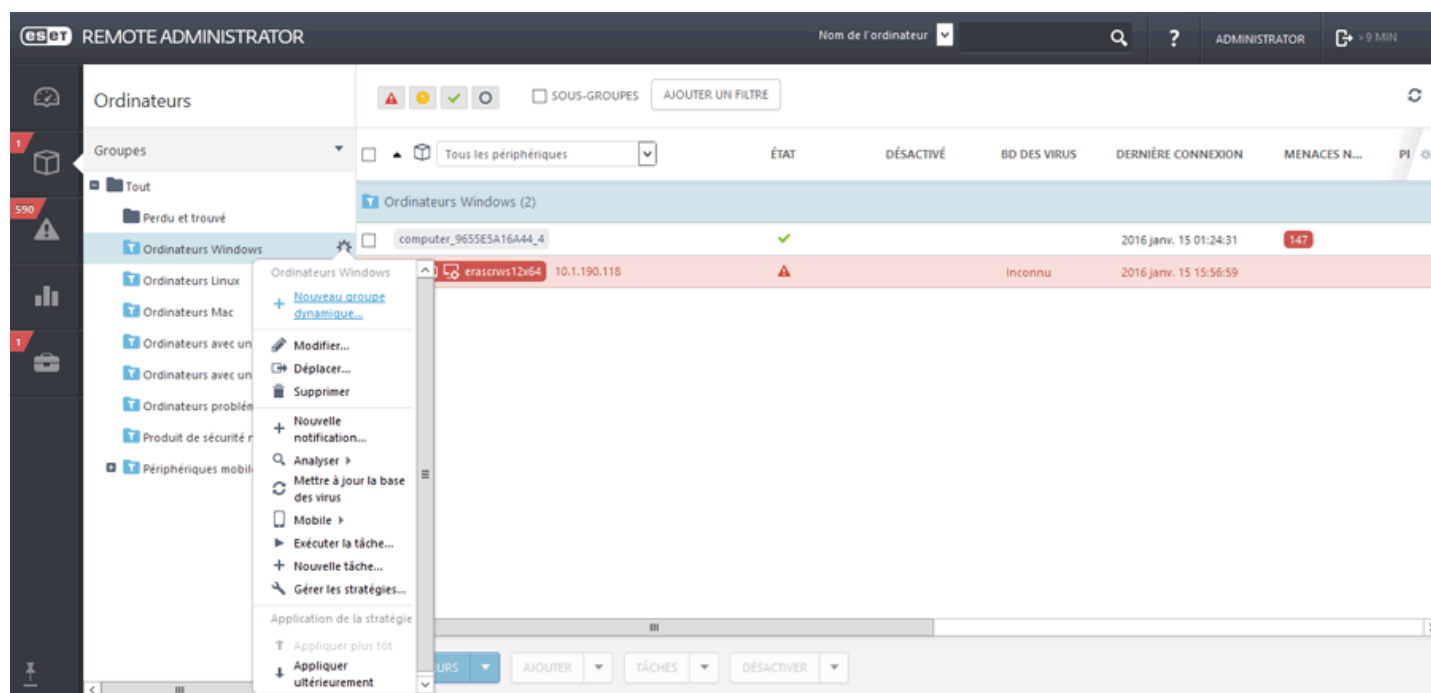 eset REMOTE ADMINISTRATOR
Nom de l'ordinateur
?
ADMINISTRATOR
>9 MIN
Ordinateurs
SOUS-GROUPES
AJOUTER UN FILTRE
1
Groupes
Tous les périphériques
ÉTAT
DÉSACTIVÉ
BD DES VIRUS
DERNIÈRE CONNEXION
MENACES N...
Tout
Ordinateurs Windows (2)
590
Perdu et trouvé
Ordinateurs Windows
computer_9655E5A16A44_4
2016 janv. 15 01:24:31
147
erascrws12x64
10.1.190.118
Inconnu
2016 janv. 15 15:56:59
Ordinateurs Linux
Ordinateurs Mac
1
Ordinateurs avec un
Ordinateurs avec un
Ordinateurs problém
Produit de sécurité
Périphériques mobil
Ordinateurs Windows
Nouveau groupe
dynamique...
Modifier...
Déplacer...
Supprimer
Nouvelle
notification...
Analyser
Mettre à jour la base
des virus
Mobile
Exécuter la tâche...
Nouvelle tâche...
Gérer les stratégies...
Application de la stratégie
Appliquer plus tôt
Appliquer
ultérieurement
URS
AJOUTER
TÂCHES
DÉSACTIVER